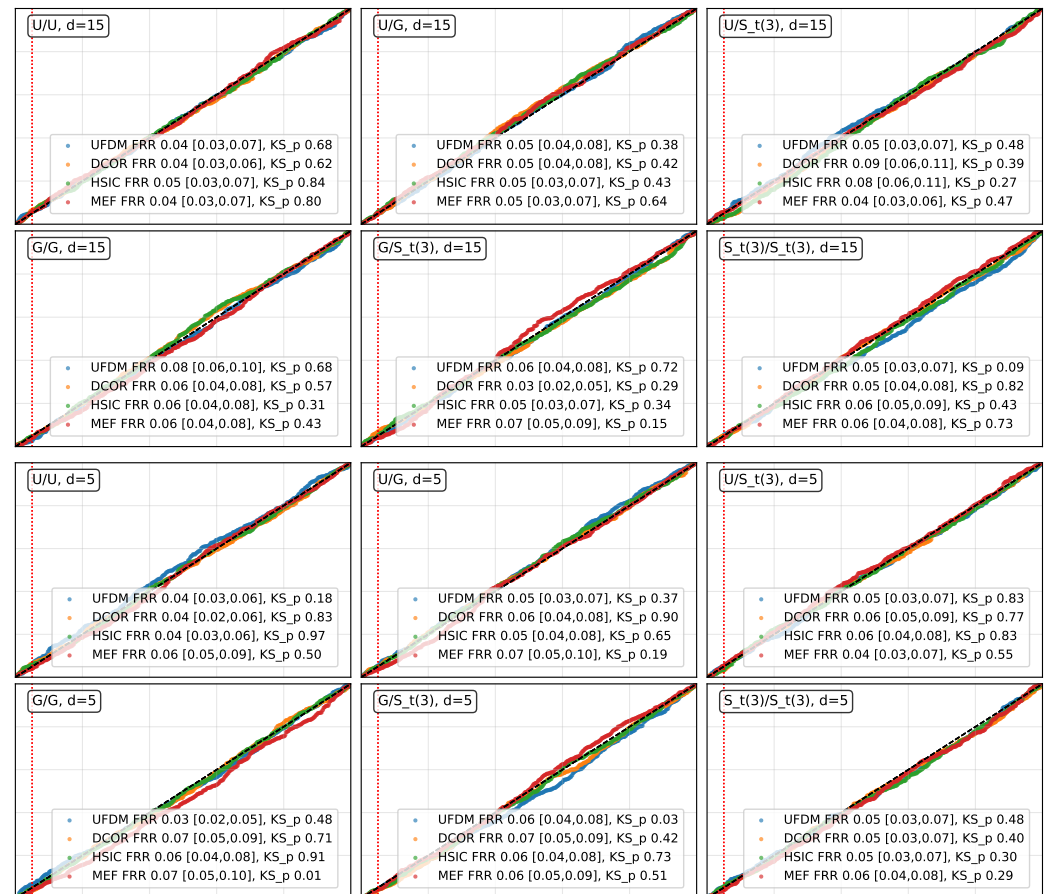 U/U, d=15
UFDM FRR 0.04 [0.03,0.07], KS_p 0.68
DCOR FRR 0.04 [0.03,0.06], KS_p 0.62
HSIC FRR 0.05 [0.03,0.07], KS_p 0.84
MEF FRR 0.04 [0.03,0.07], KS_p 0.80
U/G, d=15
UFDM FRR 0.05 [0.04,0.08], KS_p 0.38
DCOR FRR 0.05 [0.04,0.08], KS_p 0.42
HSIC FRR 0.05 [0.03,0.07], KS_p 0.43
MEF FRR 0.05 [0.03,0.07], KS_p 0.64
U/S_t(3), d=15
UFDM FRR 0.05 [0.03,0.07], KS_p 0.48
DCOR FRR 0.09 [0.06,0.11], KS_p 0.39
HSIC FRR 0.08 [0.06,0.11], KS_p 0.27
MEF FRR 0.04 [0.03,0.06], KS_p 0.47
G/G, d=15
UFDM FRR 0.08 [0.06,0.10], KS_p 0.68
DCOR FRR 0.06 [0.04,0.08], KS_p 0.57
HSIC FRR 0.06 [0.04,0.08], KS_p 0.31
MEF FRR 0.06 [0.04,0.08], KS_p 0.43
G/S_t(3), d=15
UFDM FRR 0.06 [0.04,0.08], KS_p 0.72
DCOR FRR 0.03 [0.02,0.05], KS_p 0.29
HSIC FRR 0.05 [0.03,0.07], KS_p 0.34
MEF FRR 0.07 [0.05,0.09], KS_p 0.15
S_t(3)/S_t(3), d=15
UFDM FRR 0.05 [0.03,0.07], KS_p 0.09
DCOR FRR 0.05 [0.04,0.08], KS_p 0.82
HSIC FRR 0.06 [0.05,0.09], KS_p 0.43
MEF FRR 0.06 [0.04,0.08], KS_p 0.73
U/U, d=5
UFDM FRR 0.04 [0.03,0.06], KS_p 0.18
DCOR FRR 0.04 [0.02,0.06], KS_p 0.83
HSIC FRR 0.04 [0.03,0.06], KS_p 0.97
MEF FRR 0.06 [0.05,0.09], KS_p 0.50
U/G, d=5
UFDM FRR 0.05 [0.03,0.07], KS_p 0.37
DCOR FRR 0.06 [0.04,0.08], KS_p 0.90
HSIC FRR 0.05 [0.04,0.08], KS_p 0.65
MEF FRR 0.07 [0.05,0.10], KS_p 0.19
U/S_t(3), d=5
UFDM FRR 0.05 [0.03,0.07], KS_p 0.83
DCOR FRR 0.06 [0.05,0.09], KS_p 0.77
HSIC FRR 0.06 [0.04,0.08], KS_p 0.83
MEF FRR 0.04 [0.03,0.07], KS_p 0.55
G/G, d=5
UFDM FRR 0.03 [0.02,0.05], KS_p 0.48
DCOR FRR 0.07 [0.05,0.09], KS_p 0.71
HSIC FRR 0.06 [0.04,0.08], KS_p 0.91
MEF FRR 0.07 [0.05,0.10], KS_p 0.01
G/S_t(3), d=5
UFDM FRR 0.06 [0.04,0.08], KS_p 0.03
DCOR FRR 0.07 [0.05,0.09], KS_p 0.42
HSIC FRR 0.06 [0.04,0.08], KS_p 0.73
MEF FRR 0.06 [0.05,0.09], KS_p 0.51
S_t(3)/S_t(3), d=5
UFDM FRR 0.05 [0.03,0.07], KS_p 0.48
DCOR FRR 0.05 [0.03,0.07], KS_p 0.40
HSIC FRR 0.05 [0.03,0.07], KS_p 0.30
MEF FRR 0.06 [0.04,0.08], KS_p 0.29